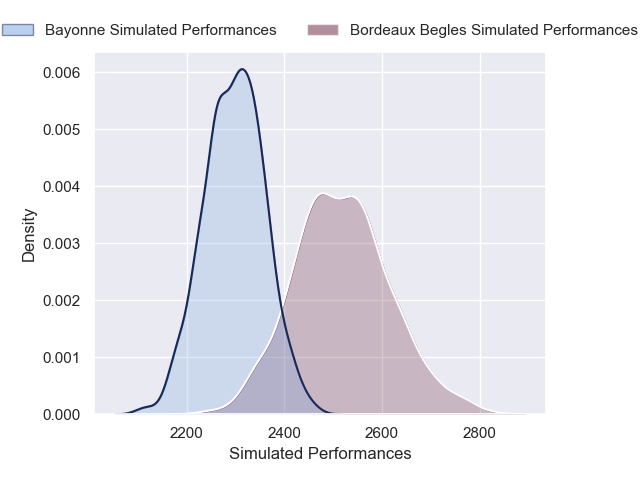 Bayonne Simulated Performances
Bordeaux Begles Simulated Performances
0.006
0.005
0.004
0.003
0.002
0.001
0.000
Density
2200
2400
2600
2800
Simulated Performances